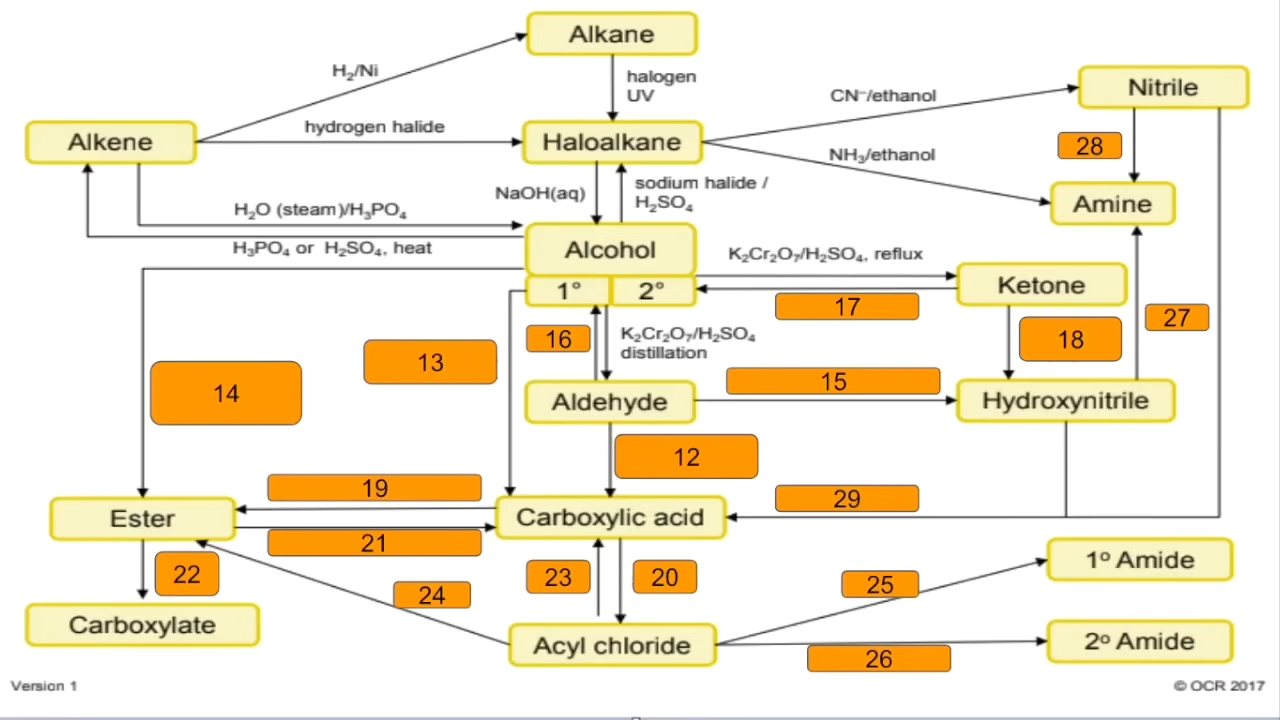 Alkane
H₂/Ni
halogen
UV
CN⁻/ethanol
Nitrile
Alkene
hydrogen halide
Haloalkane
28
NH₃/ethanol
NaOH(aq)
sodium halide /
H₂SO₄
Amine
H₂O (steam)/H₃PO₄
H₃PO₄ or H₂SO₄, heat
Alcohol
1°
2°
K₂Cr₂O₇/H₂SO₄, reflux
Ketone
17
27
16
K₂Cr₂O₇/H₂SO₄
distillation
18
13
14
15
Aldehyde
Hydroxynitrile
12
19
29
Ester
Carboxylic acid
21
22
23
20
24
25
1° Amide
Carboxylate
Acyl chloride
26
2° Amide
Version 1
© OCR 2017